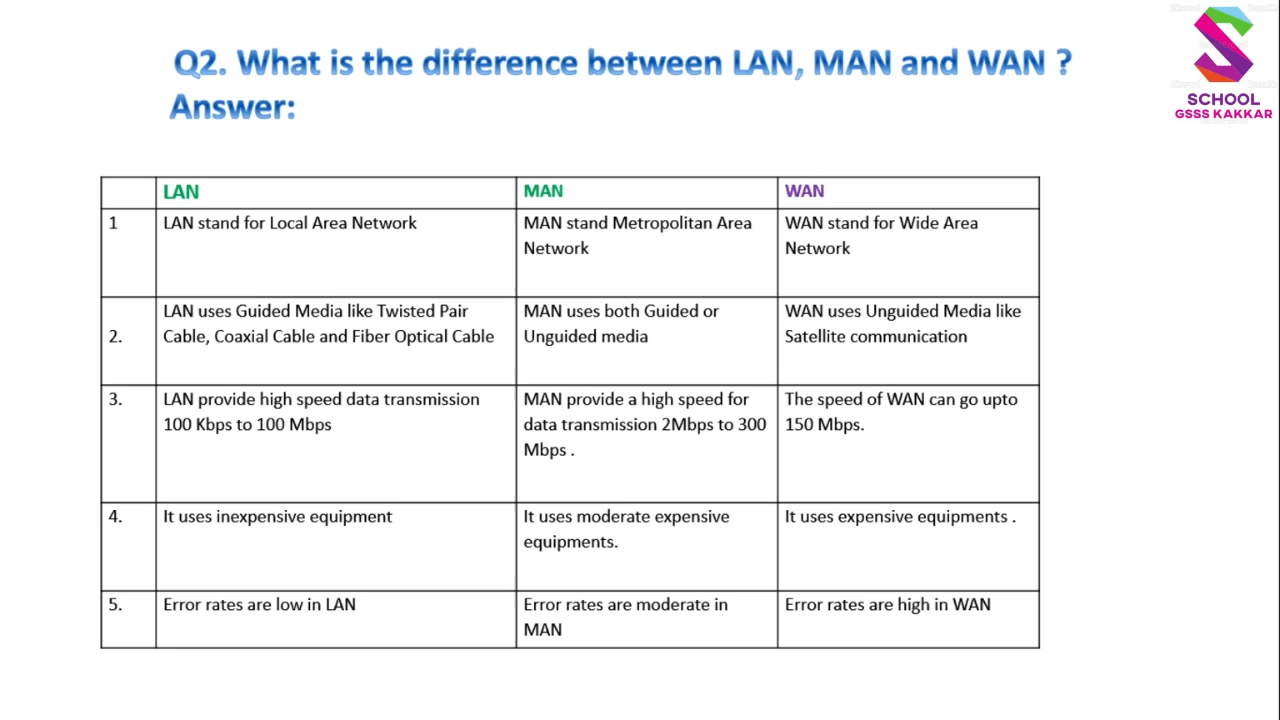 Q2. What is the difference between LAN, MAN and WAN ?
Answer:
SCHOOL
GSSS KAKKAR
LAN
MAN
WAN
1
LAN stand for Local Area Network
MAN stand Metropolitan Area
Network
WAN stand for Wide Area
Network
2.
LAN uses Guided Media like Twisted Pair
Cable, Coaxial Cable and Fiber Optical Cable
MAN uses both Guided or
Unguided media
WAN uses Unguided Media like
Satellite communication
3.
LAN provide high speed data transmission
100 Kbps to 100 Mbps
MAN provide a high speed for
data transmission 2Mbps to 300
Mbps .
The speed of WAN can go upto
150 Mbps.
4.
It uses inexpensive equipment
It uses moderate expensive
equipments.
It uses expensive equipments .
5.
Error rates are low in LAN
Error rates are moderate in
MAN
Error rates are high in WAN